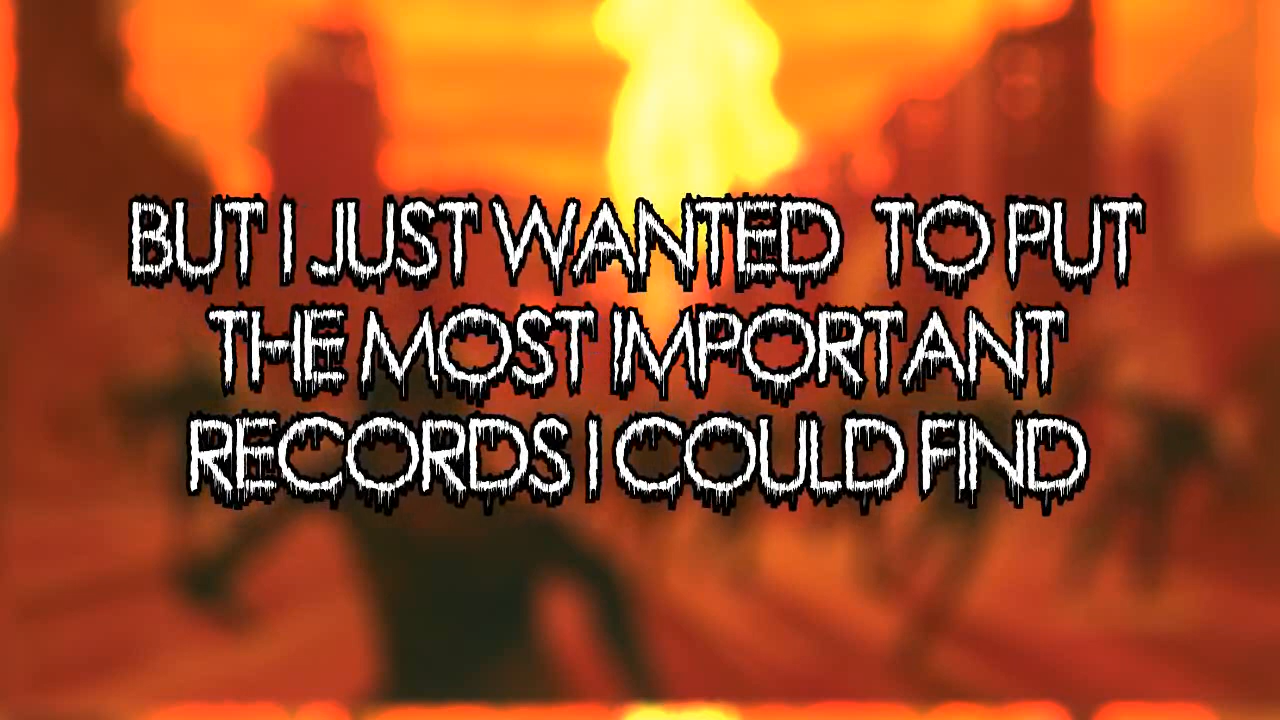 BUT I JUST WANTED TO PUT
THE MOST IMPORTANT
RECORDS I COULD FIND